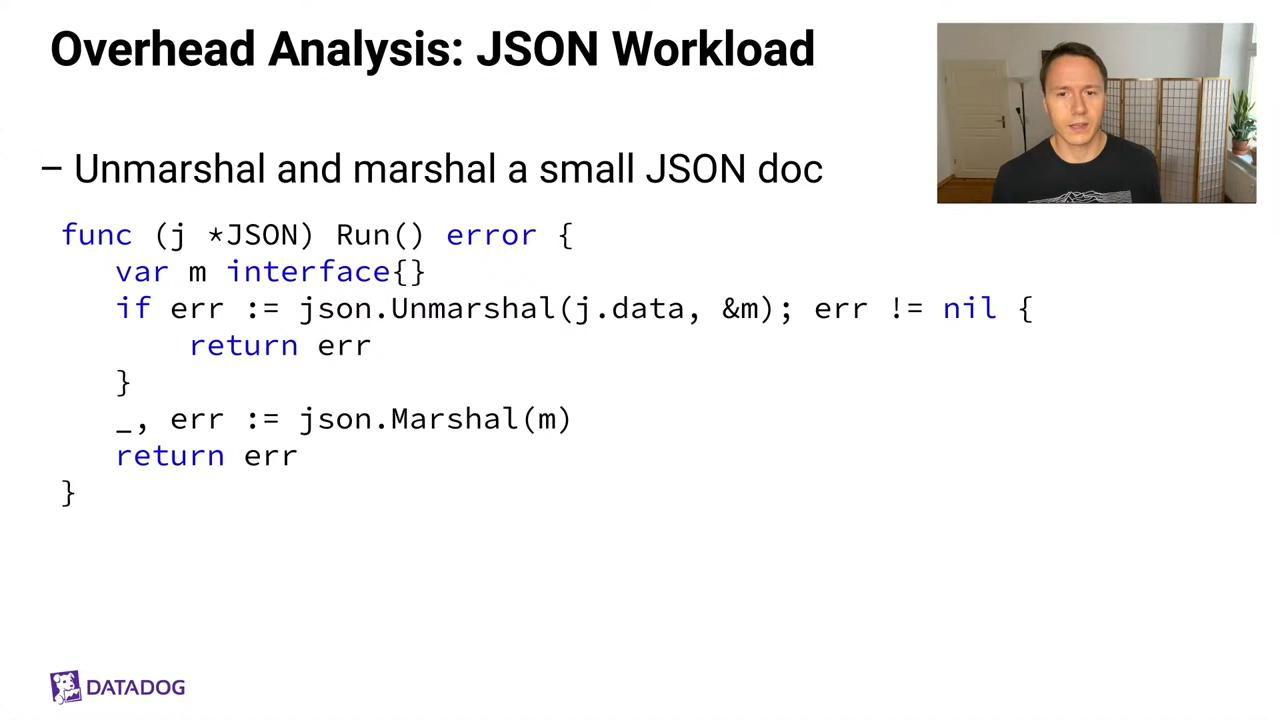 Overhead Analysis: JSON Workload
– Unmarshal and marshal a small JSON doc
func (j *JSON) Run() error {
   var m interface{}
   if err := json.Unmarshal(j.data, &m); err != nil {
       return err
   }
   _, err := json.Marshal(m)
   return err
}
DATADOG